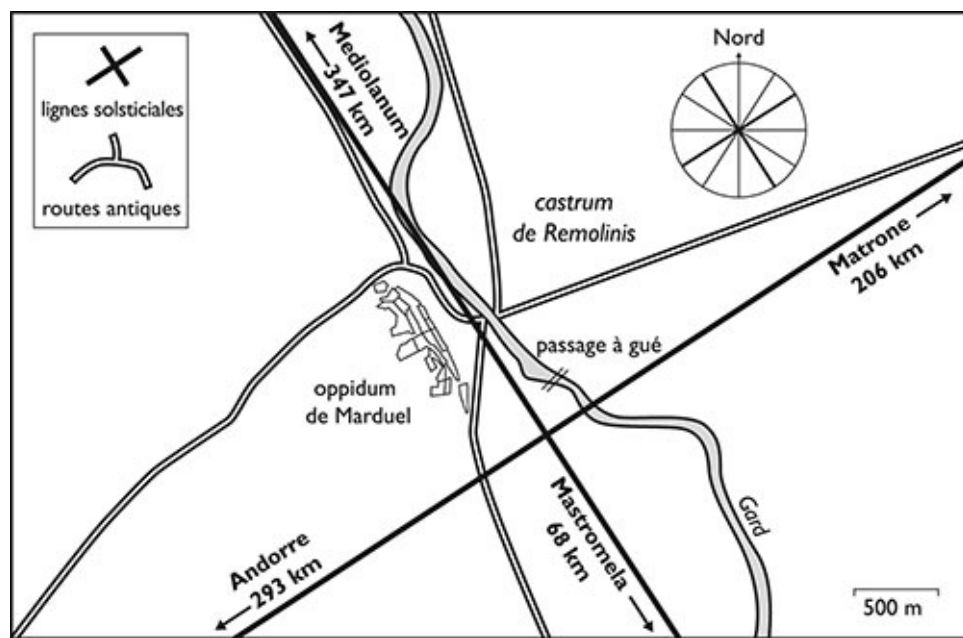 lignes solsticiales
routes antiques
Mediolanum
347 km
Nord
castrum
de Remolinis
Matrone
206 km
passage à gué
oppidum
de Marduel
Mastromela
68 km
Andorre
293 km
Gard
500 m